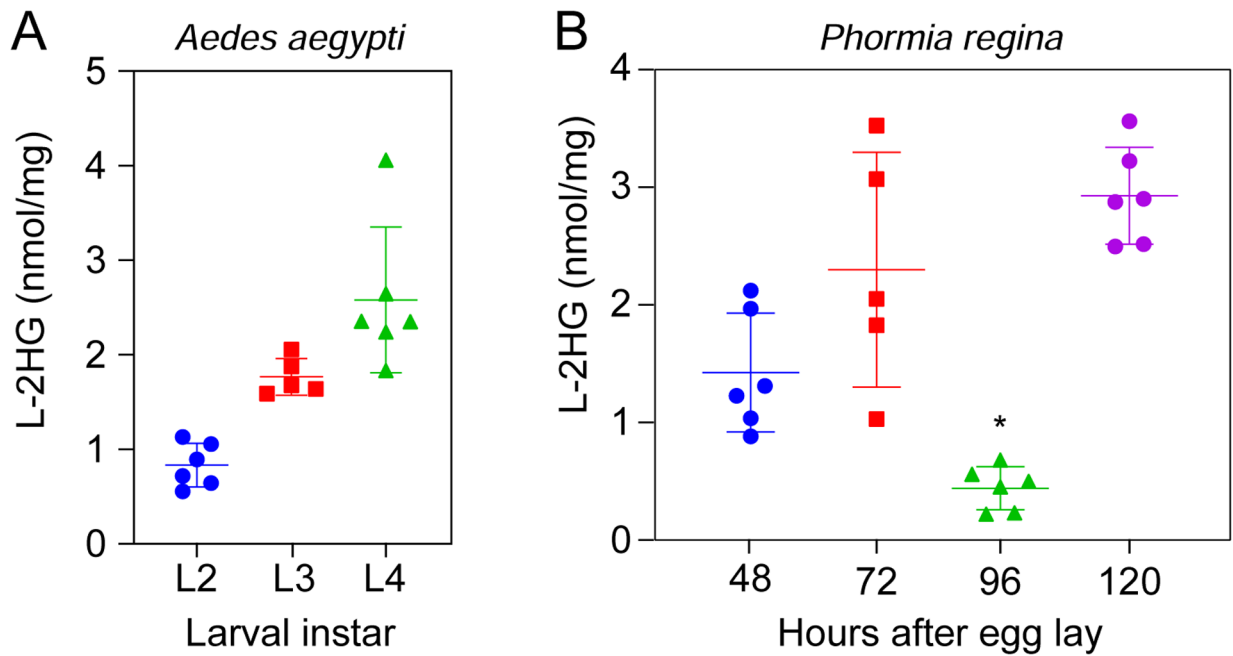 A
Aedes aegypti
L-2HG (nmol/mg)
5
4
3
2
1
0
L2 L3 L4
Larval instar
B
Phormia regina
L-2HG (nmol/mg)
4
3
2
1
0
*
48 72 96 120
Hours after egg lay